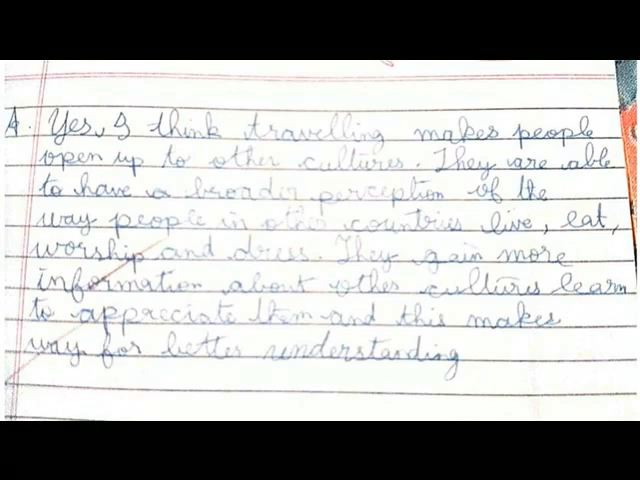 A. Yes, I think travelling makes people
open up to other cultures. They are able
to have a broader perception of the
way people in other countries live, eat,
worship and dress. They gain more
information about other cultures learn
to appreciate them and this makes
way for better understanding